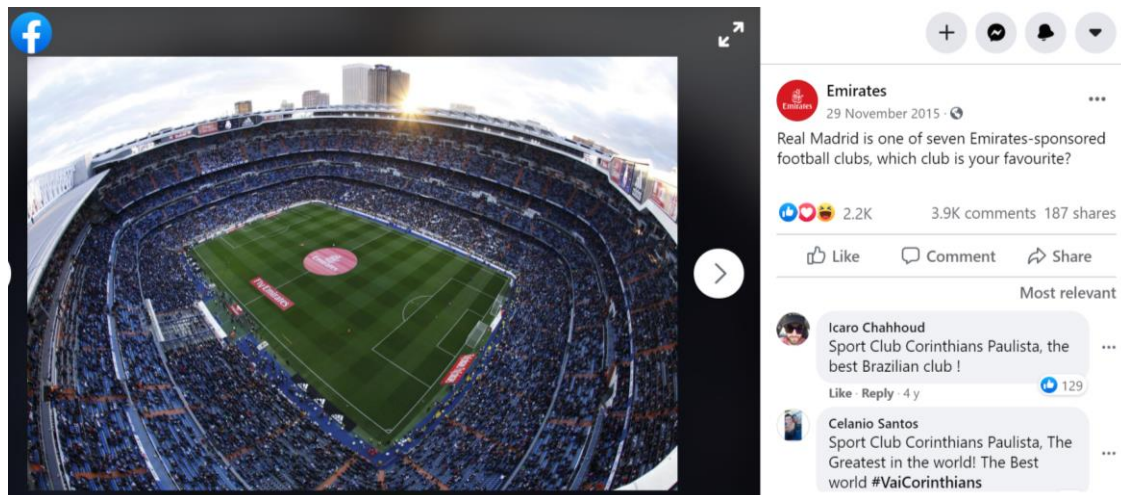 Emirates
Emirates
29 November 2015
Real Madrid is one of seven Emirates-sponsored
football clubs, which club is your favourite?
2.2K
3.9K comments 187 shares
Like
Comment
Share
Most relevant
Icaro Chahhoud
Sport Club Corinthians Paulista, the
best Brazilian club !
129
Like · Reply · 4 y
Celanio Santos
Sport Club Corinthians Paulista, The
Greatest in the world! The Best
world #VaiCorinthians
Emirates
Fly Emirates